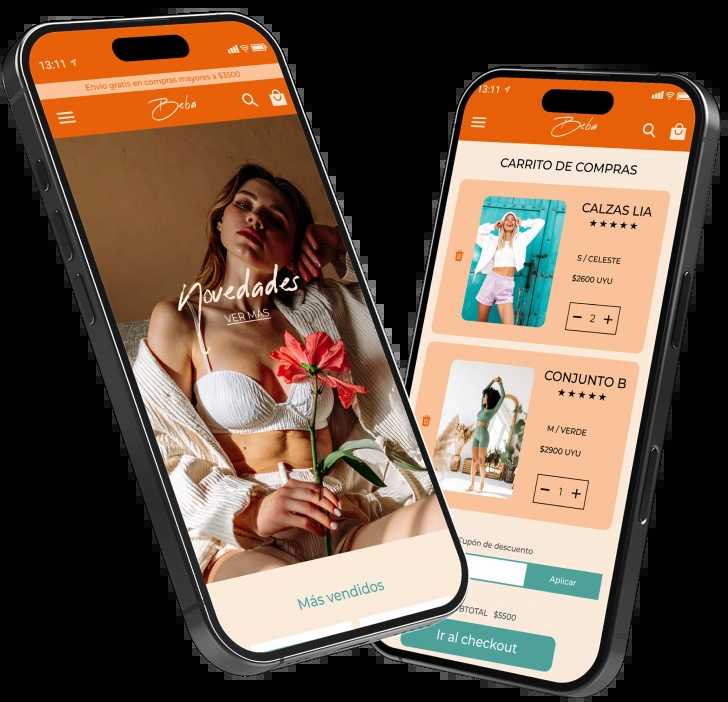 13:11
Envío gratis en compras mayores a $3500
Beba
Novedades
VER MÁS
Más vendidos
13:11
Beba
CARRITO DE COMPRAS
CALZAS LIA
★★★★★
S / CELESTE
$2600 UYU
− 2 +
CONJUNTO B
★★★★★
M / VERDE
$2900 UYU
− 1 +
Cupón de descuento
Aplicar
BTOTAL $5500
Ir al checkout